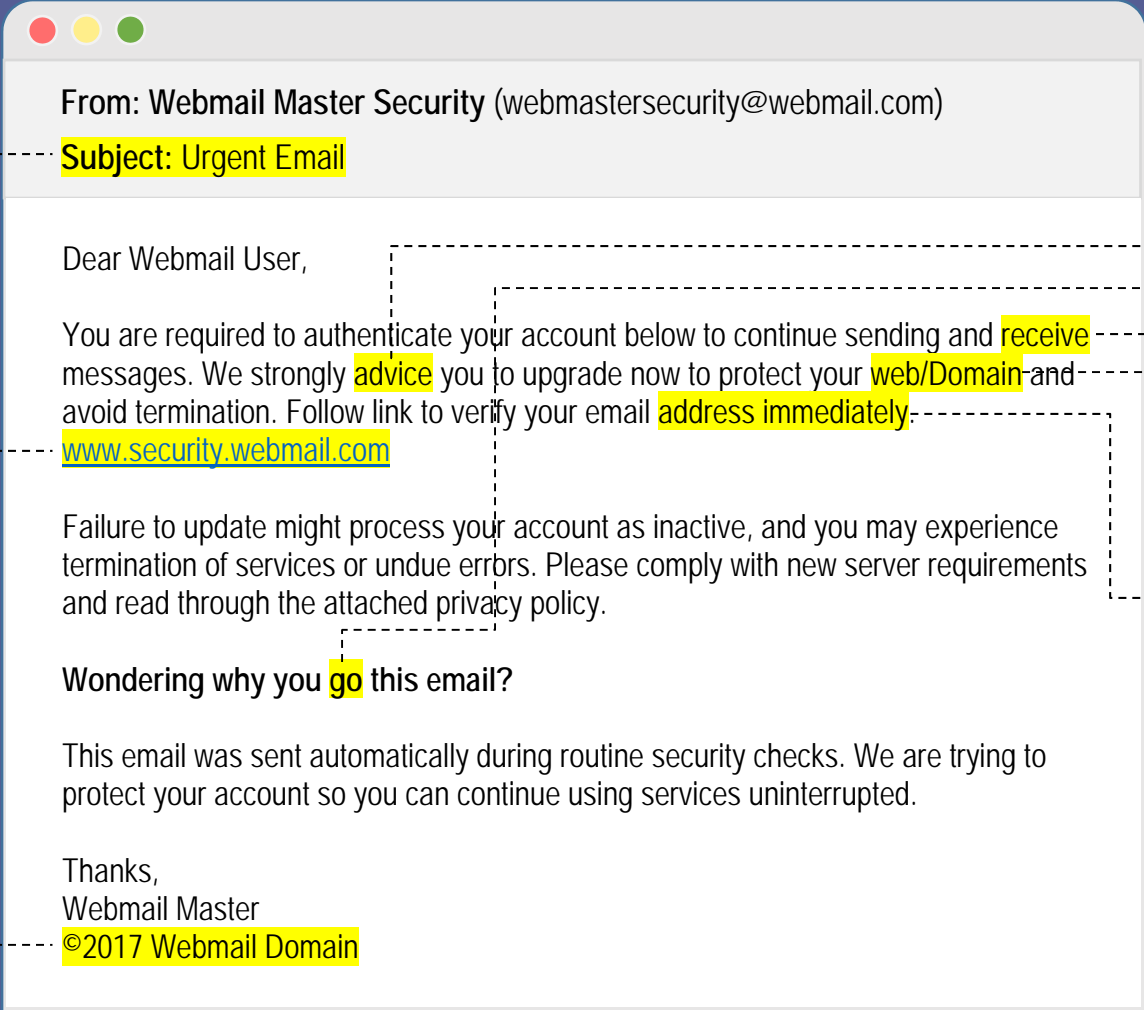 From: Webmail Master Security (webmastersecurity@webmail.com)
Subject: Urgent Email
Dear Webmail User,
You are required to authenticate your account below to continue sending and receive
messages. We strongly advice you to upgrade now to protect your web/Domain and
avoid termination. Follow link to verify your email address immediately.
www.security.webmail.com
Failure to update might process your account as inactive, and you may experience
termination of services or undue errors. Please comply with new server requirements
and read through the attached privacy policy.
Wondering why you go this email?
This email was sent automatically during routine security checks. We are trying to
protect your account so you can continue using services uninterrupted.
Thanks,
Webmail Master
©2017 Webmail Domain